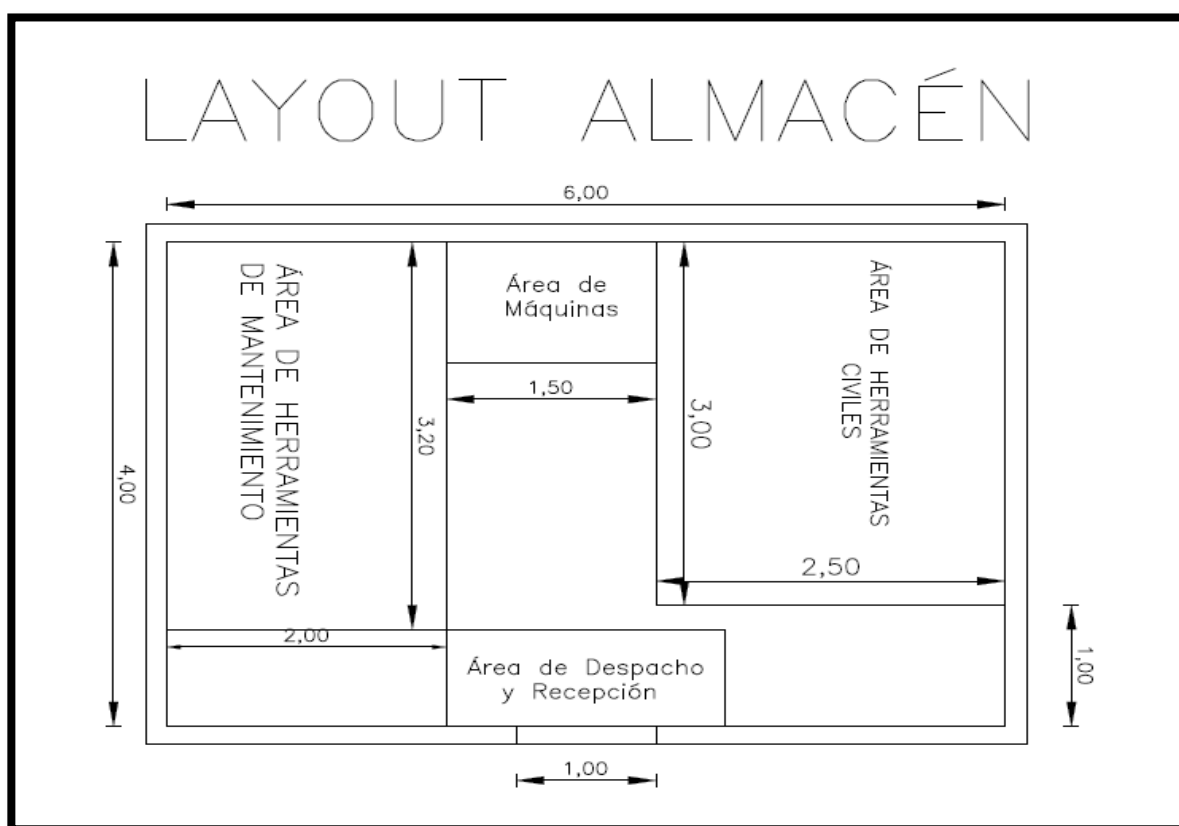 LAYOUT ALMACÉN
6,00
ÁREA DE HERRAMIENTAS
DE MANTENIMIENTO
Área de
Máquinas
ÁREA DE HERRAMIENTAS
CIVILES
1,50
3,20
3,00
4,00
2,50
2,00
1,00
Área de Despacho
y Recepción
1,00